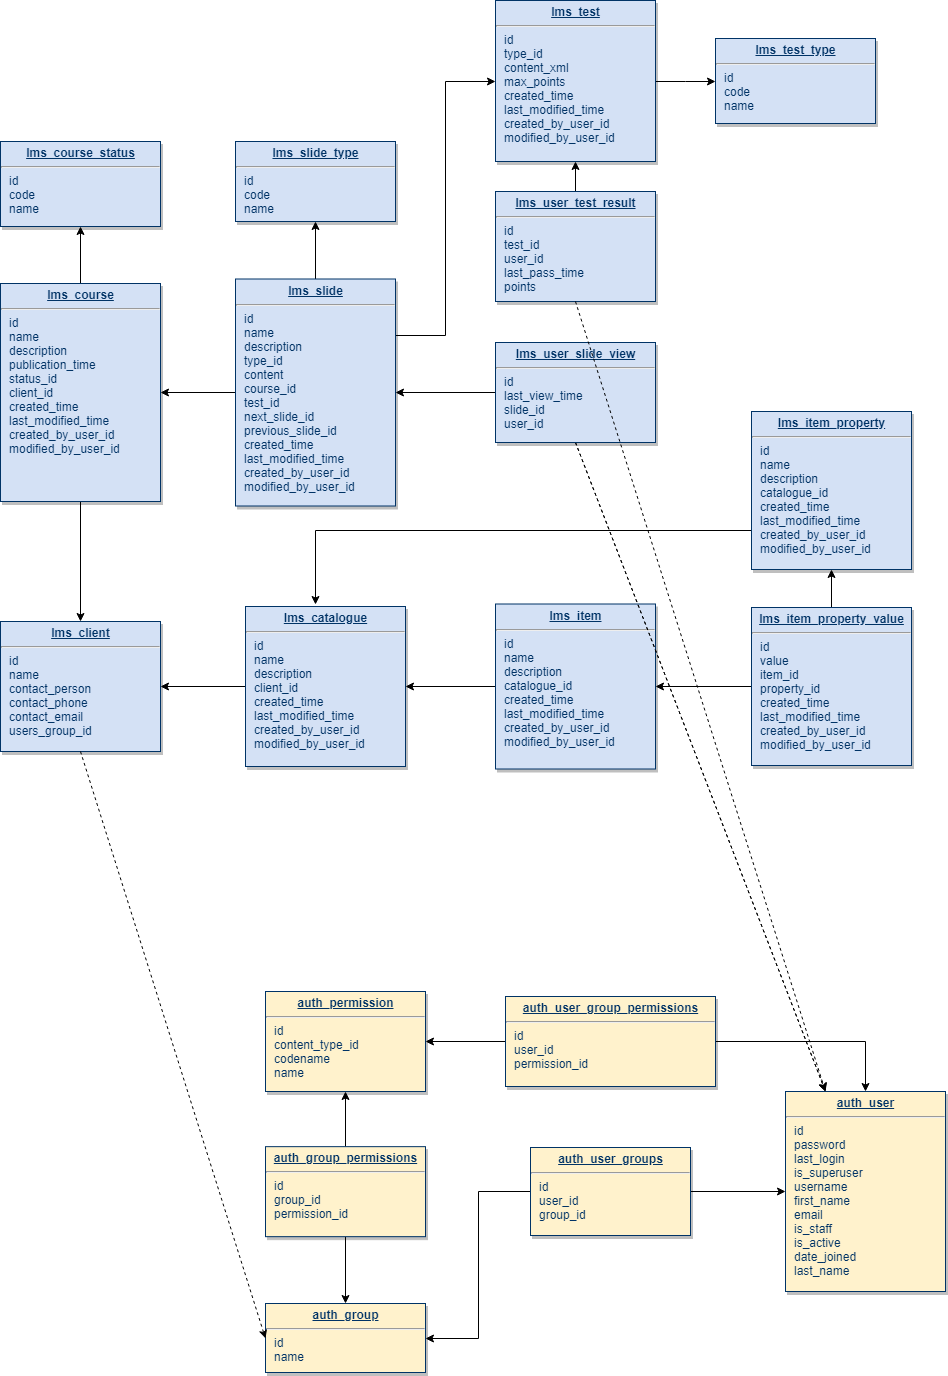 lms_test
id
type_id
content_xml
max_points
created_time
last_modified_time
created_by_user_id
modified_by_user_id
lms_test_type
id
code
name
lms_course_status
id
code
name
lms_slide_type
id
code
name
lms_user_test_result
id
test_id
user_id
last_pass_time
points
lms_course
id
name
description
publication_time
status_id
client_id
created_time
last_modified_time
created_by_user_id
modified_by_user_id
lms_slide
id
name
description
type_id
content
course_id
test_id
next_slide_id
previous_slide_id
created_time
last_modified_time
created_by_user_id
modified_by_user_id
lms_user_slide_view
id
last_view_time
slide_id
user_id
lms_item_property
id
name
description
catalogue_id
created_time
last_modified_time
created_by_user_id
modified_by_user_id
lms_client
id
name
contact_person
contact_phone
contact_email
users_group_id
lms_catalogue
id
name
description
client_id
created_time
last_modified_time
created_by_user_id
modified_by_user_id
lms_item
id
name
description
catalogue_id
created_time
last_modified_time
created_by_user_id
modified_by_user_id
lms_item_property_value
id
value
item_id
property_id
created_time
last_modified_time
created_by_user_id
modified_by_user_id
auth_permission
id
content_type_id
codename
name
auth_user_group_permissions
id
user_id
permission_id
auth_user
id
password
last_login
is_superuser
username
first_name
email
is_staff
is_active
date_joined
last_name
auth_group_permissions
id
group_id
permission_id
auth_user_groups
id
user_id
group_id
auth_group
id
name